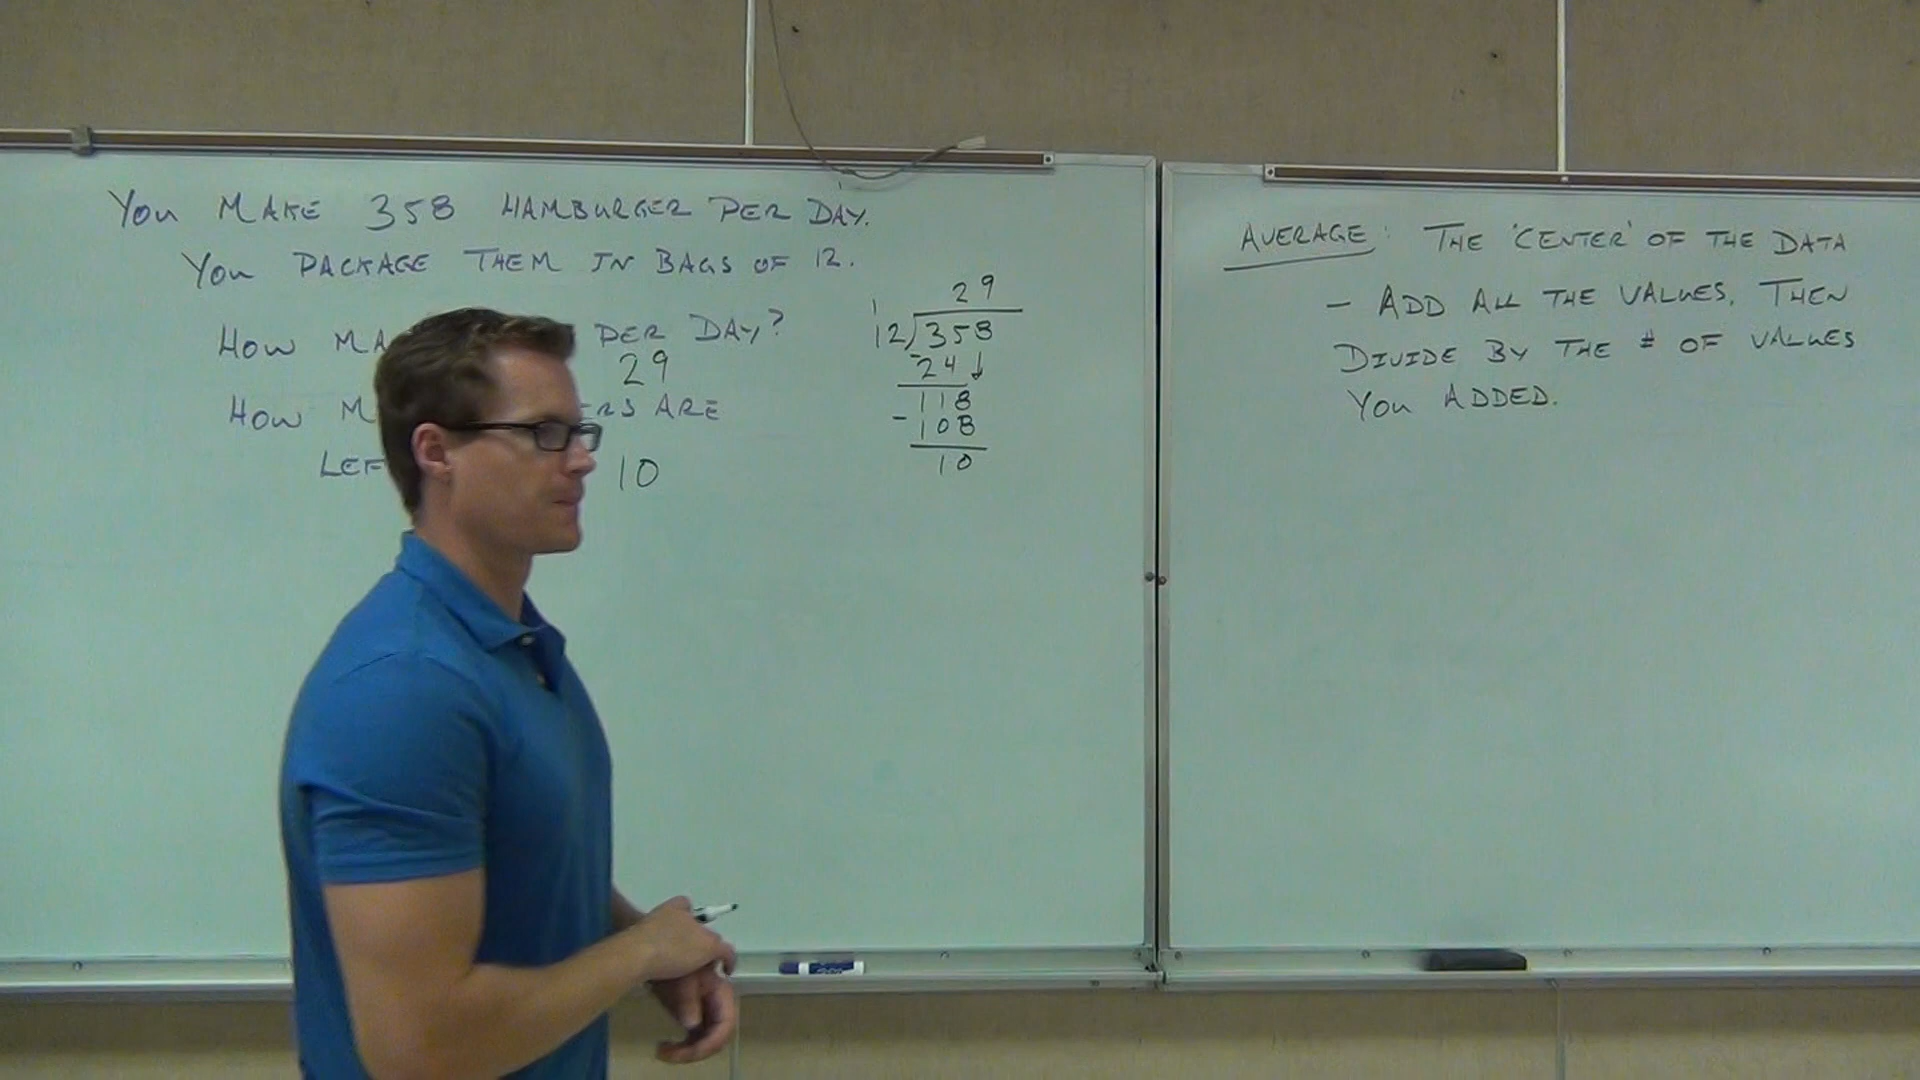 You MAKE 358 HAMBURGER PER DAY.
You PACKAGE THEM IN BAGS OF 12.
HOW MA PER DAY?
29
HOW M ERS ARE
LEF 10
29
1
12)358
-24↓
118
-108
10
AVERAGE: THE 'CENTER' OF THE DATA
- ADD ALL THE VALUES, THEN
DIVIDE BY THE # OF VALUES
YOU ADDED.